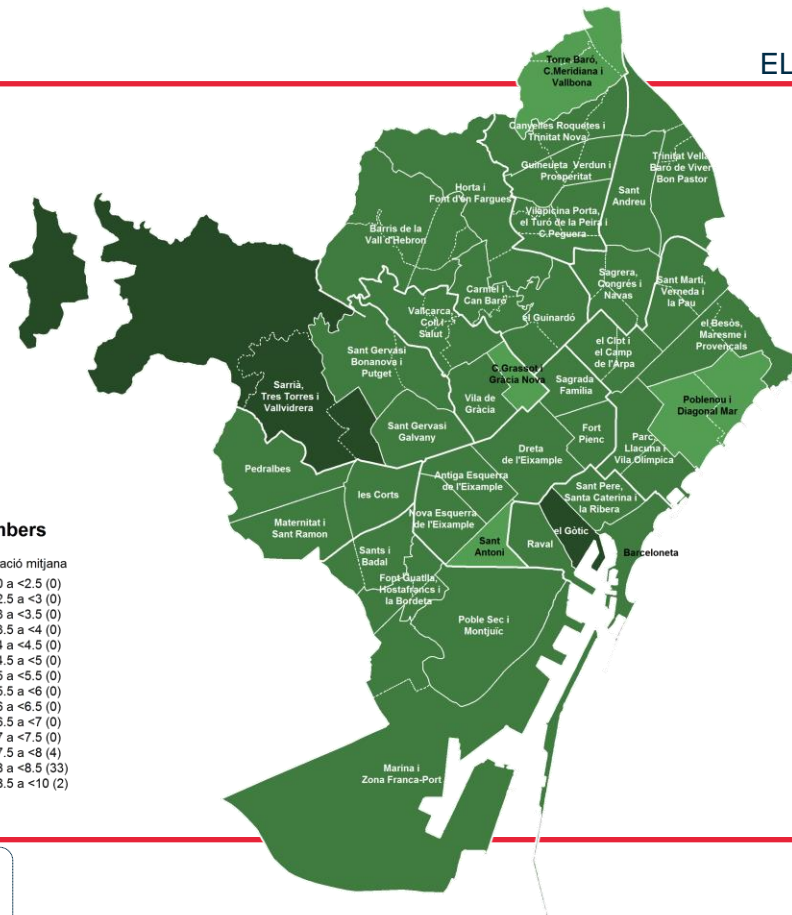 EL
Torre Baró,
C.Meridiana i
Vallbona
Canyelles Roquetes i
Trinitat Nova
Guineueta Verdun i
Prosperitat
Trinitat Vella
Baró de Viver
Bon Pastor
Sant
Andreu
Horta i
Font d'en Fargues
Vilapicina Porta,
el Turó de la Peira i
C.Peguera
Barris de la
Vall d'Hebron
Sagrera,
Congrés i
Navas
Sant Martí,
Verneda i
la Pau
Carmel i
Can Baró
Vallcarca,
Coll i
Salut
el Guinardó
el Besòs,
Maresme i
Provençals
el Clot i
el Camp
de l'Arpa
Sant Gervasi
Bonanova i
Putget
C.Grassot i
Gràcia Nova
Sagrada
Família
Sarrià,
Tres Torres i
Vallvidrera
Vila de
Gràcia
Poblenou i
Diagonal Mar
Sant Gervasi
Galvany
Fort
Pienc
Parc,
Llacuna i
Vila Olímpica
Dreta
de l'Eixample
Pedralbes
Antiga Esquerra
de l'Eixample
les Corts
Sant Pere,
Santa Caterina i
la Ribera
Nova Esquerra
de l'Eixample
Maternitat i
Sant Ramon
el Gòtic
Raval
Sant
Antoni
Barceloneta
Sants i
Badal
Font Guatlla,
Hostafrancs i
la Bordeta
Poble Sec i
Montjuïc
Marina i
Zona Franca-Port
mbers
ació mitjana
0 a <2.5 (0)
2.5 a <3 (0)
3 a <3.5 (0)
3.5 a <4 (0)
4 a <4.5 (0)
4.5 a <5 (0)
5 a <5.5 (0)
5.5 a <6 (0)
6 a <6.5 (0)
6.5 a <7 (0)
7 a <7.5 (0)
7.5 a <8 (4)
8 a <8.5 (33)
8.5 a <10 (2)